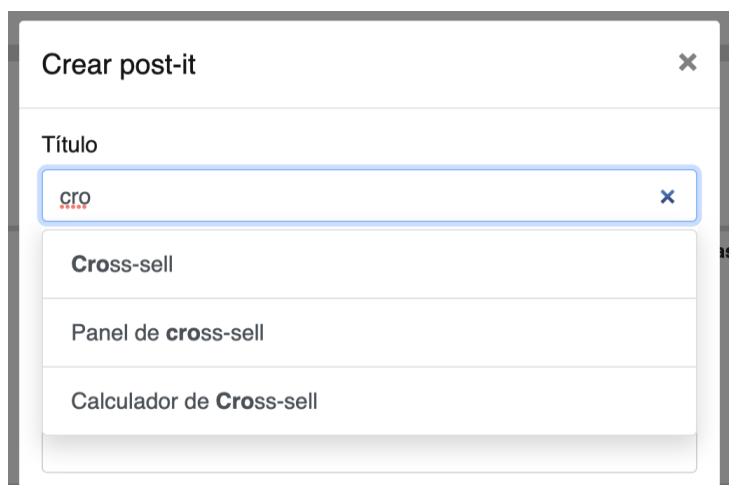 Crear post-it
Título
cro
Cross-sell
Panel de cross-sell
Calculador de Cross-sell